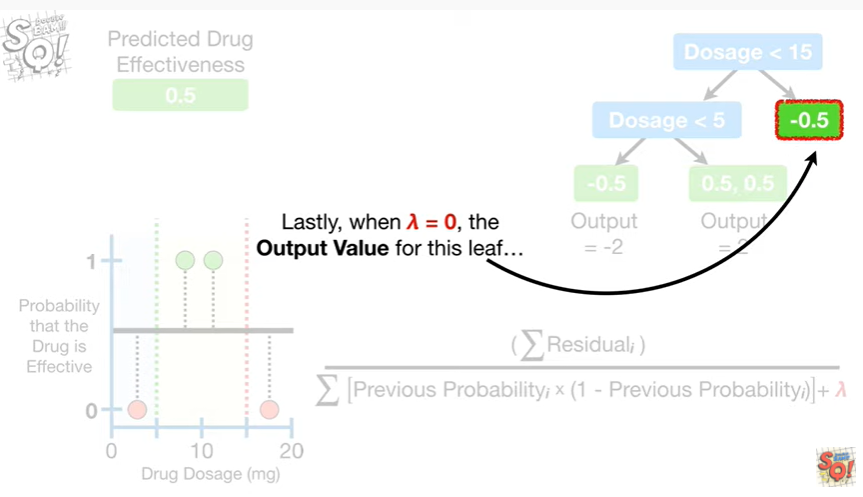 Predicted Drug
Effectiveness
0.5
Dosage < 15
Dosage < 5
-0.5
-0.5
0.5, 0.5
Output
= -2
Output
= 2
Lastly, when λ = 0, the
Output Value for this leaf...
1
Probability
that the
Drug is
Effective
0
0
10
20
Drug Dosage (mg)
( ∑ Residualᵢ )
∑ [Previous Probabilityᵢ x (1 - Previous Probabilityᵢ)]+ λ
SQ!